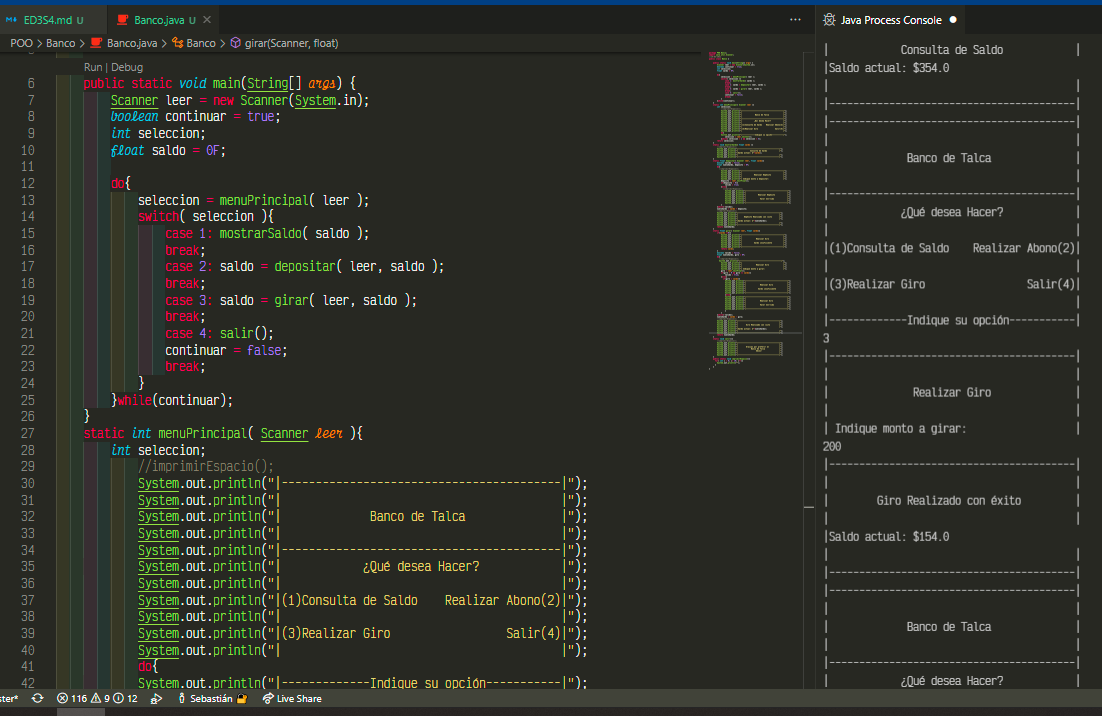 ED3S4.md U
Banco.java U
Java Process Console
POO > Banco > Banco.java > Banco > girar(Scanner, float)
Run | Debug
6 public static void main(String[] args) {
7 Scanner leer = new Scanner(System.in);
8 boolean continuar = true;
9 int seleccion;
10 float saldo = 0F;
11
12 do{
13 seleccion = menuPrincipal( leer );
14 switch( seleccion ){
15 case 1: mostrarSaldo( saldo );
16 break;
17 case 2: saldo = depositar( leer, saldo );
18 break;
19 case 3: saldo = girar( leer, saldo );
20 break;
21 case 4: salir();
22 continuar = false;
23 break;
24 }
25 }while(continuar);
26 }
27 static int menuPrincipal( Scanner leer ){
28 int seleccion;
29 //imprimirEspacio();
30 System.out.println("|-----------------------------------------|");
31 System.out.println("| |");
32 System.out.println("| Banco de Talca |");
33 System.out.println("| |");
34 System.out.println("|-----------------------------------------|");
35 System.out.println("| ¿Qué desea Hacer? |");
36 System.out.println("| |");
37 System.out.println("|(1)Consulta de Saldo Realizar Abono(2)|");
38 System.out.println("| |");
39 System.out.println("|(3)Realizar Giro Salir(4)|");
40 System.out.println("| |");
41 do{
42 System.out.println("|-------------Indique su opción-----------|");
| Consulta de Saldo |
|Saldo actual: $354.0
| |
|-----------------------------------------|
|-----------------------------------------|
| |
| Banco de Talca |
| |
|-----------------------------------------|
| ¿Qué desea Hacer? |
| |
|(1)Consulta de Saldo Realizar Abono(2)|
| |
|(3)Realizar Giro Salir(4)|
| |
|-------------Indique su opción-----------|
3
|-----------------------------------------|
| |
| Realizar Giro |
| |
| Indique monto a girar: |
200
|-----------------------------------------|
| |
| Giro Realizado con éxito |
| |
|Saldo actual: $154.0
| |
|-----------------------------------------|
|-----------------------------------------|
| |
| Banco de Talca |
| |
|-----------------------------------------|
| ¿Qué desea Hacer? |
ster* 116 9 12 Sebastián Live Share